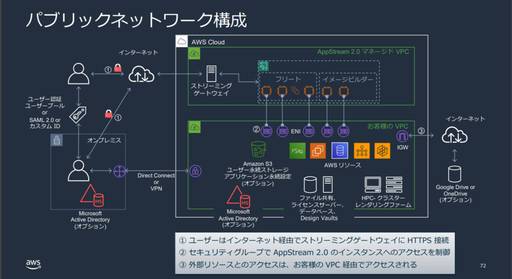 パブリックネットワーク構成
インターネット
AWS Cloud
AppStream 2.0 マネージド VPC
①
ストリーミング
ゲートウェイ
フリート
イメージビルダー
ユーザー認証
ユーザープール
or
SAML 2.0 or
カスタム ID
①
オンプレミス
② ENI
お客様の VPC
IGW
③
インターネット
Amazon S3
ユーザー永続ストレージ
アプリケーション永続設定
(オプション)
FSx
AWS リソース
Direct Connect
or
VPN
Microsoft
Active Directory
(オプション)
Microsoft
Active Directory
(オプション)
ファイル共有,
ライセンスサーバー,
データベース,
Design Vaults
HPC- クラスター
レンダリングファーム
Google Drive or
OneDrive
(オプション)
① ユーザーはインターネット経由でストリーミングゲートウェイに HTTPS 接続
② セキュリティグループで AppStream 2.0 のインスタンスへのアクセスを制御
③ 外部リソースとのアクセスは、お客様の VPC 経由でアクセスされる
aws
72